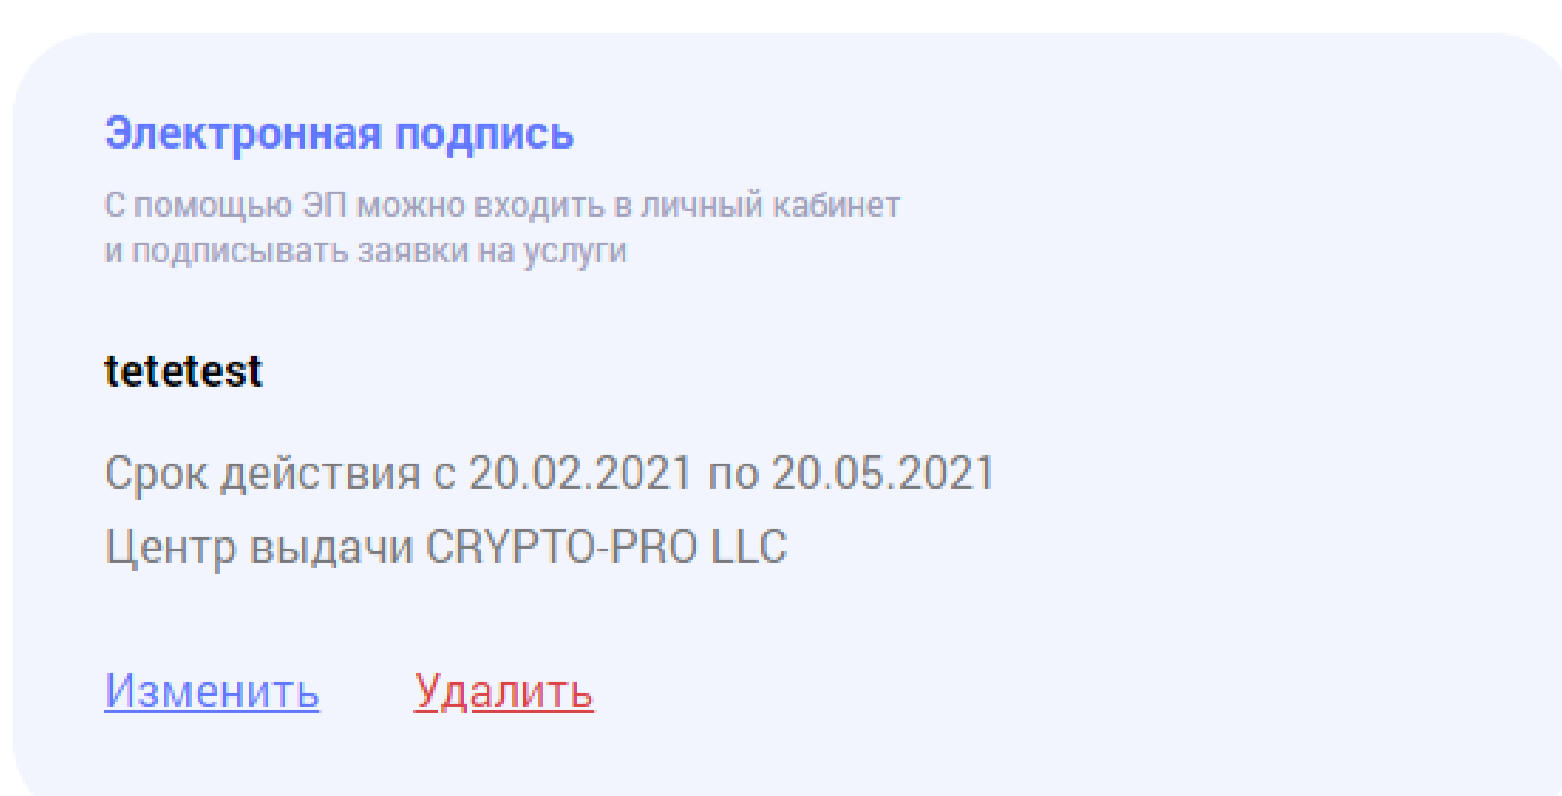 Электронная подпись
С помощью ЭП можно входить в личный кабинет
и подписывать заявки на услуги
tetetest
Срок действия с 20.02.2021 по 20.05.2021
Центр выдачи CRYPTO-PRO LLC
Изменить Удалить